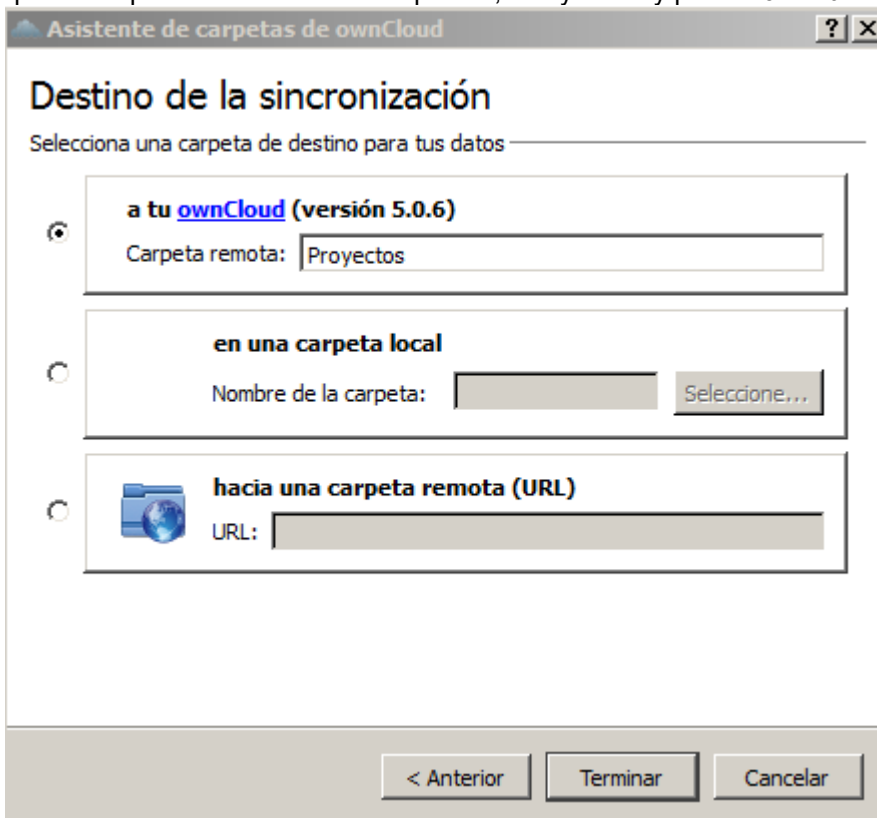 Asistente de carpetas de ownCloud
Destino de la sincronización
Selecciona una carpeta de destino para tus datos
a tu ownCloud (versión 5.0.6)
Carpeta remota: Proyectos
en una carpeta local
Nombre de la carpeta: Seleccione...
hacia una carpeta remota (URL)
URL:
< Anterior Terminar Cancelar